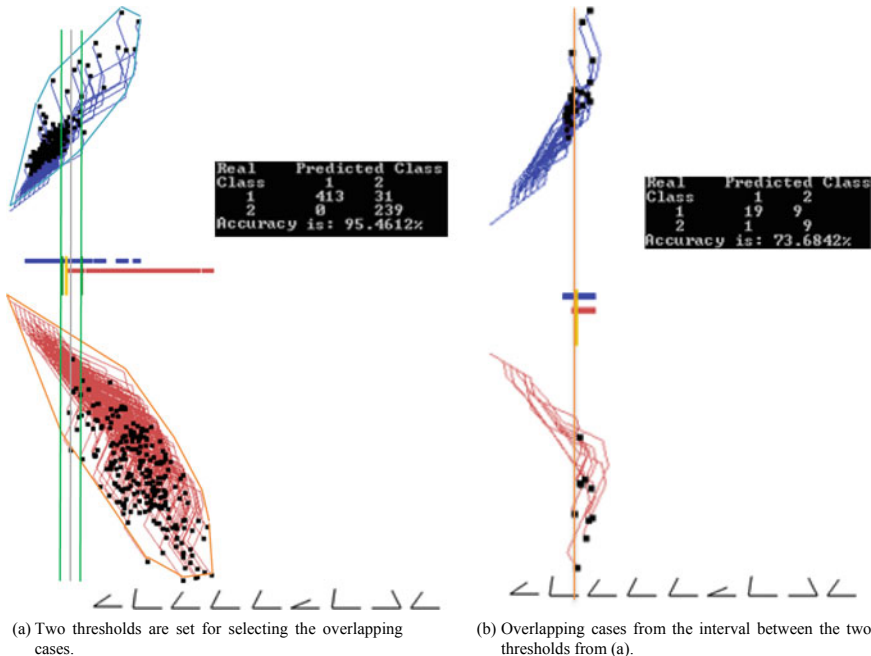 Real Predicted Class
Class 1 2
1 413 31
2 0 239
Accuracy is: 95.4612%
Real Predicted Class
Class 1 2
1 19 9
2 1 9
Accuracy is: 73.6842%
(a) Two thresholds are set for selecting the overlapping
cases.
(b) Overlapping cases from the interval between the two
thresholds from (a).